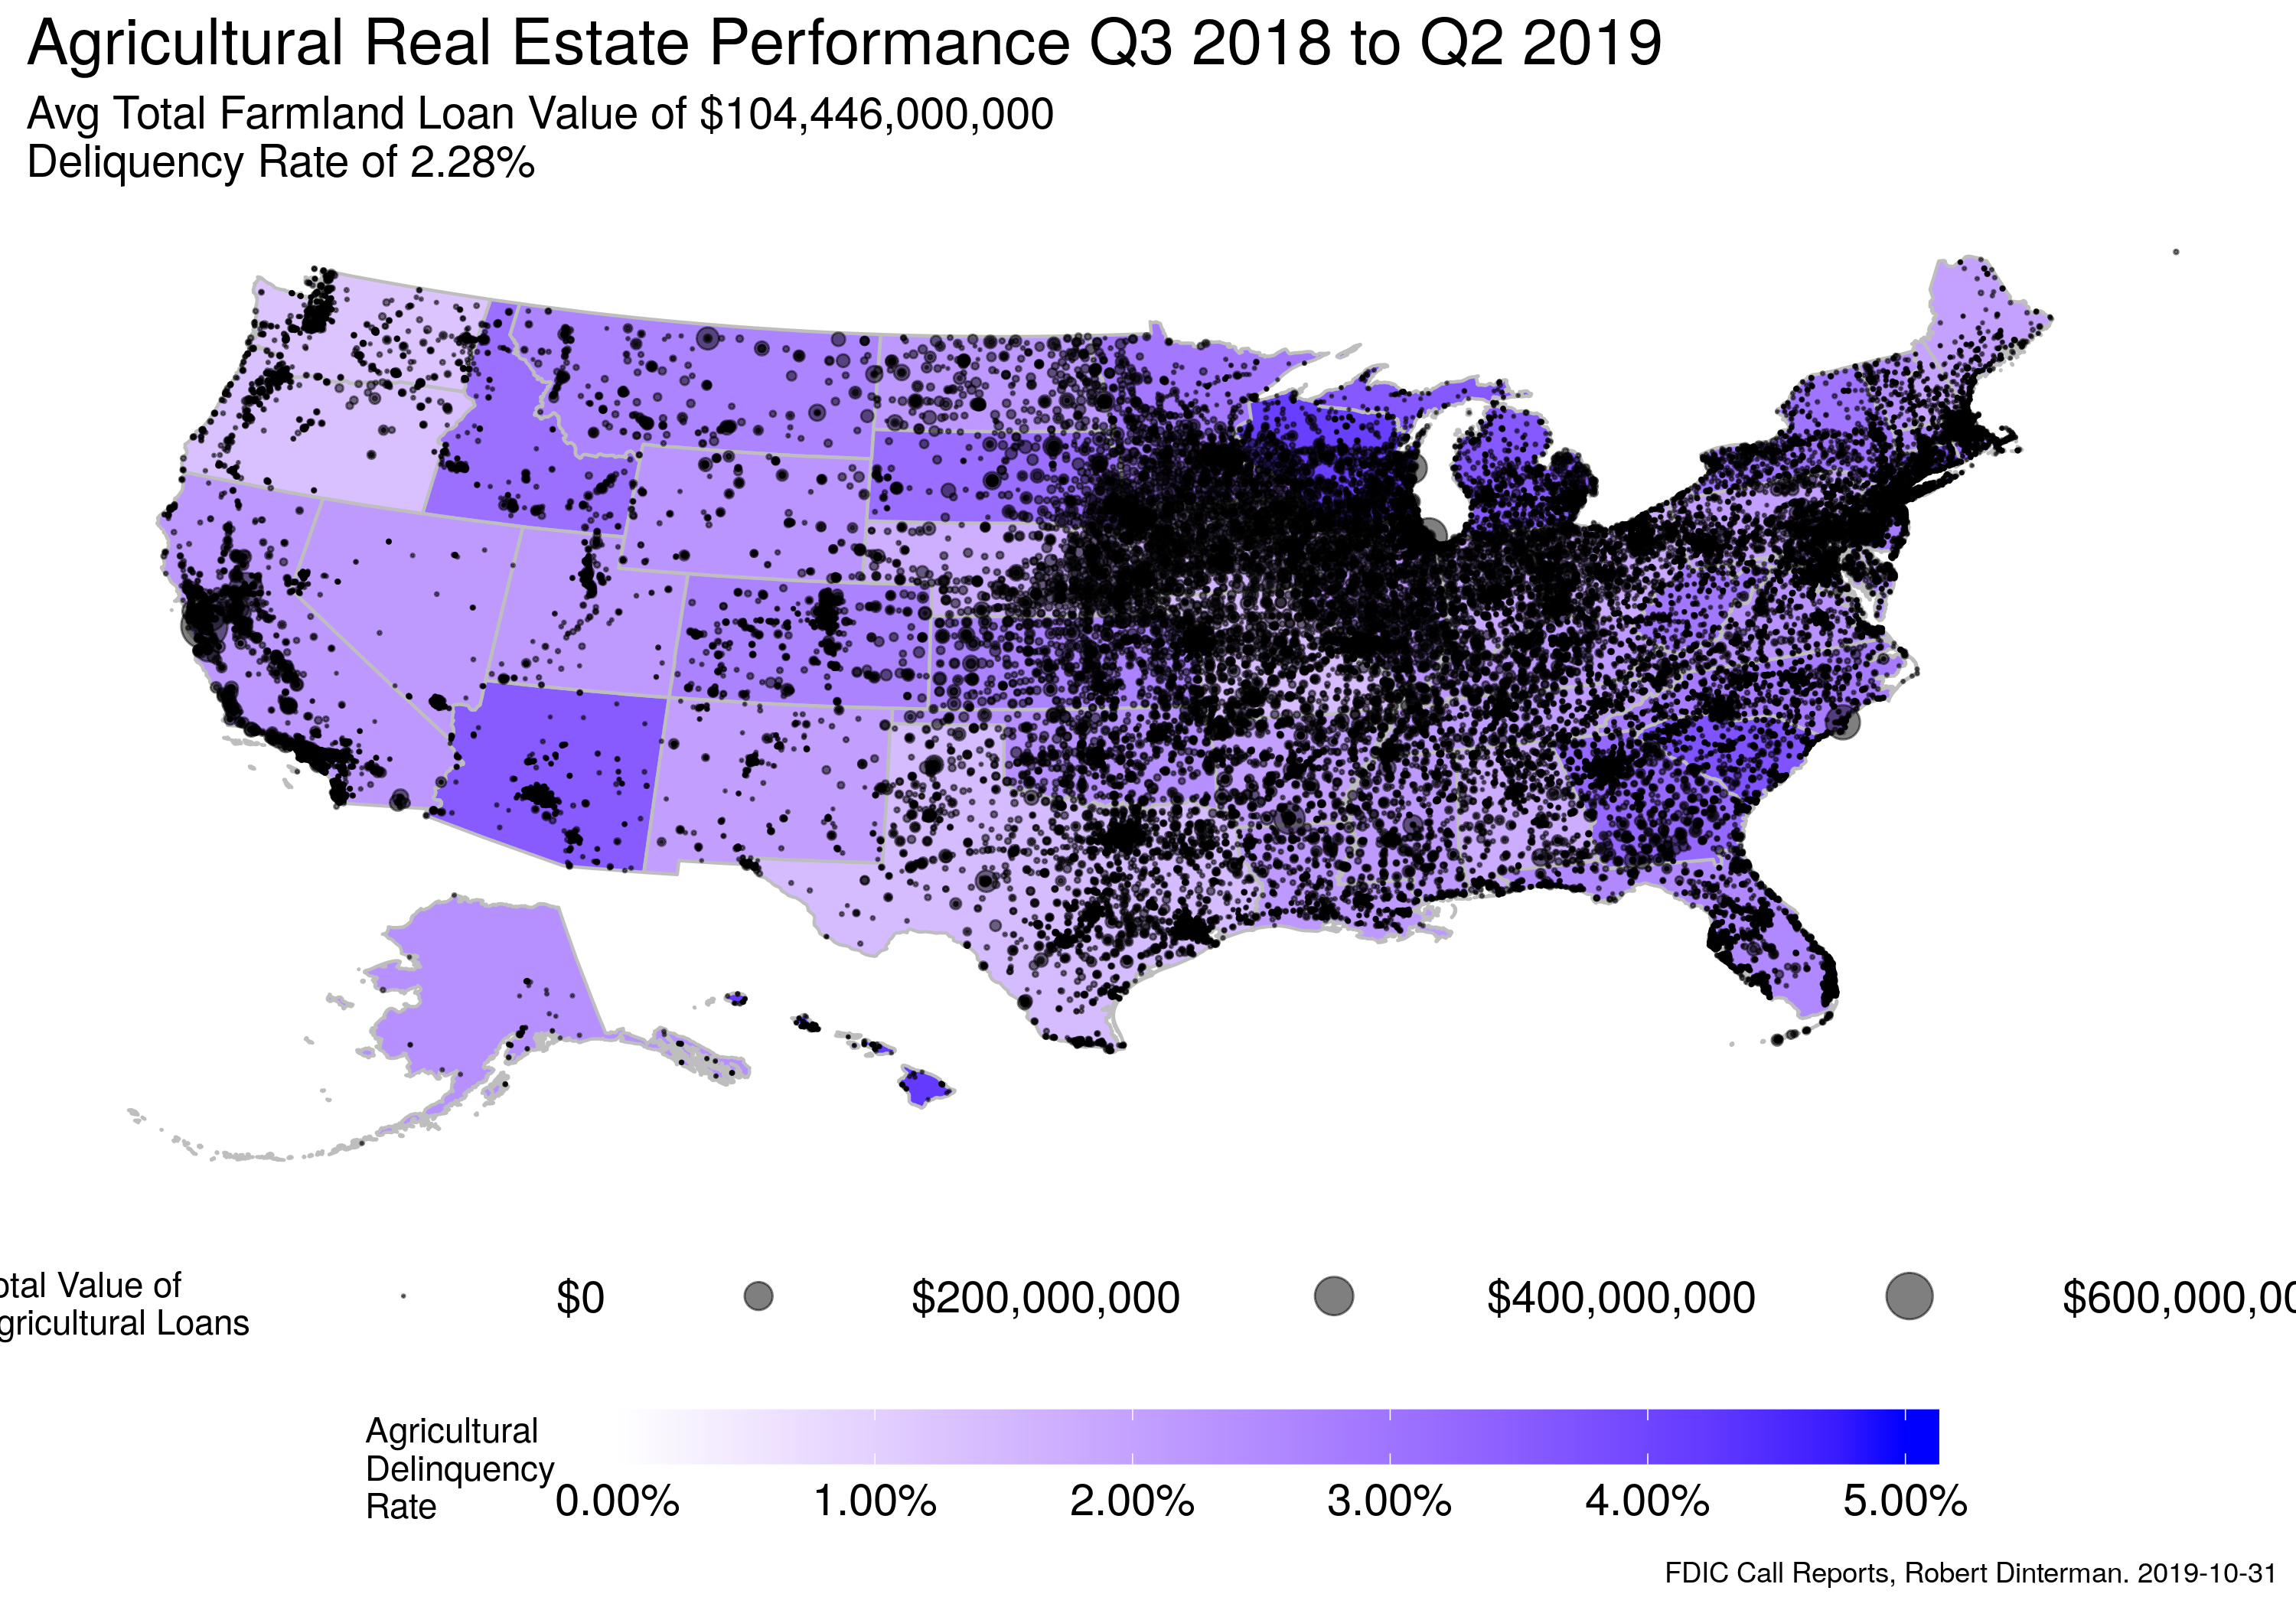 Agricultural Real Estate Performance Q3 2018 to Q2 2019
Avg Total Farmland Loan Value of $104,446,000,000
Deliquency Rate of 2.28%
otal Value of
gricultural Loans
$0 $200,000,000 $400,000,000 $600,000,00
Agricultural
Delinquency
Rate
0.00% 1.00% 2.00% 3.00% 4.00% 5.00%
FDIC Call Reports, Robert Dinterman. 2019-10-31